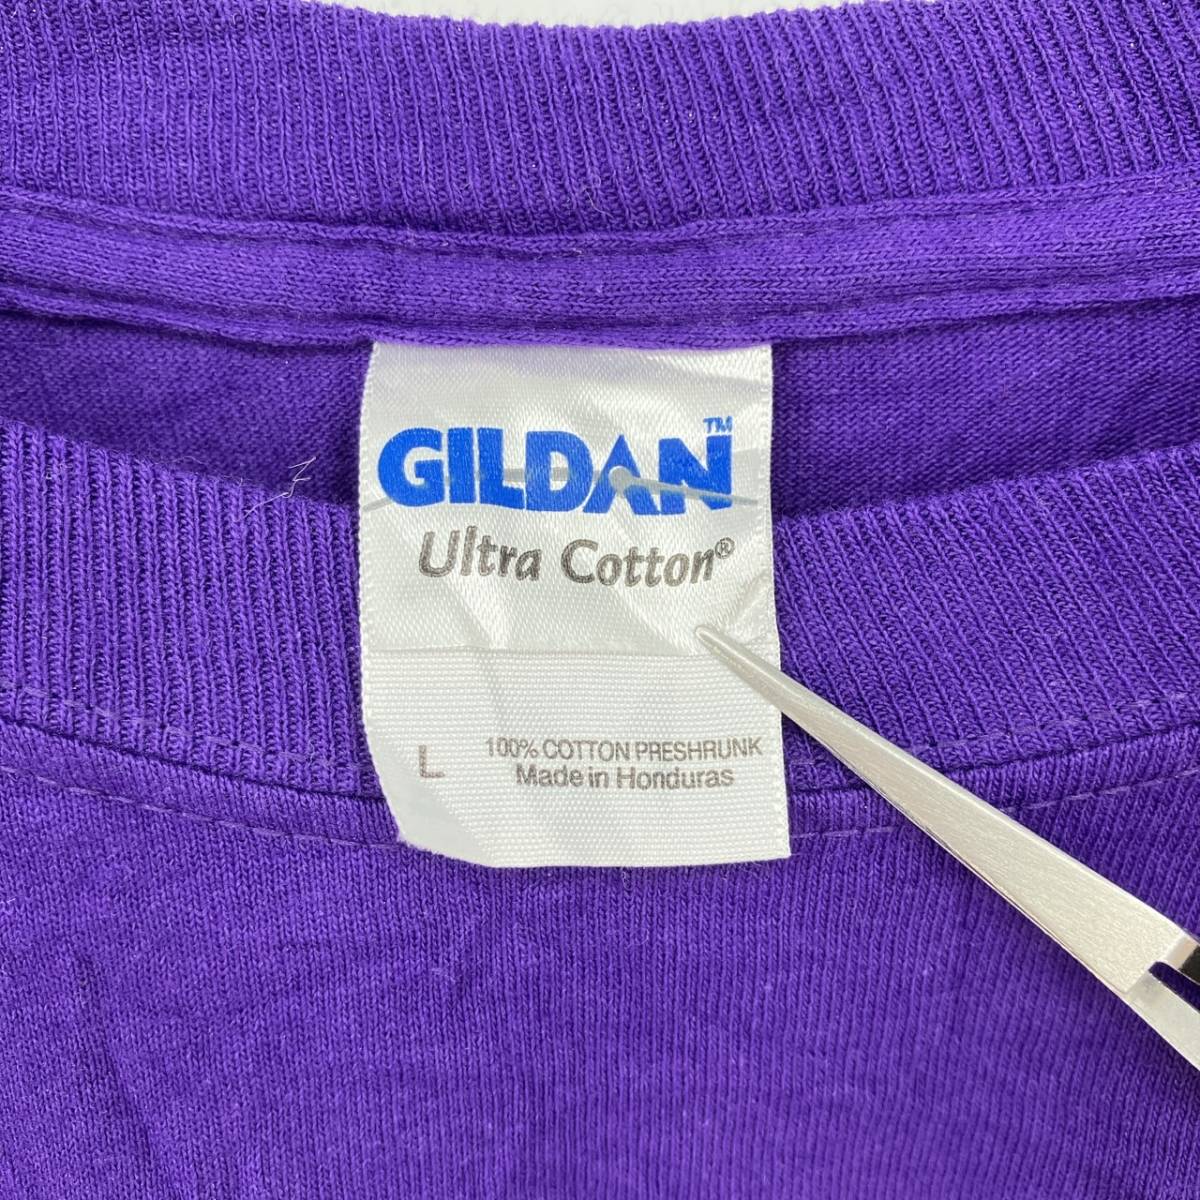 GILDAN™
Ultra Cotton®
L 100% COTTON PRESHRUNK
Made in Honduras